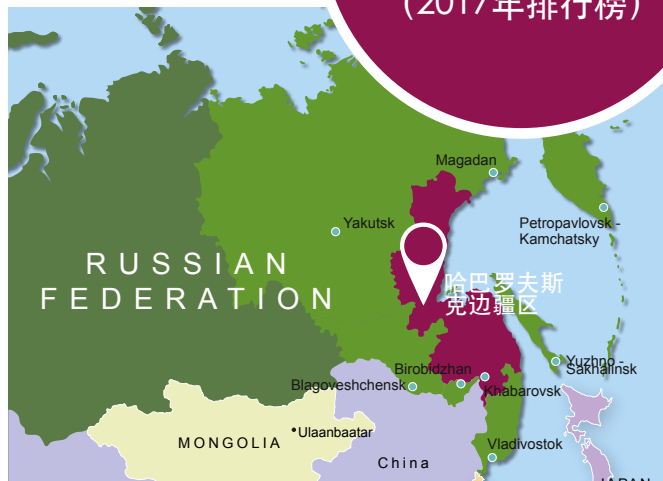 (2017年排行榜)
Magadan
Yakutsk
Petropavlovsk -
Kamchatsky
RUSSIAN
FEDERATION
哈巴罗夫斯
克边疆区
Yuzhno -
Sakhalinsk
Birobidzhan
Blagoveshchensk
Khabarovsk
MONGOLIA
Ulaanbaatar
Vladivostok
China
JAPAN